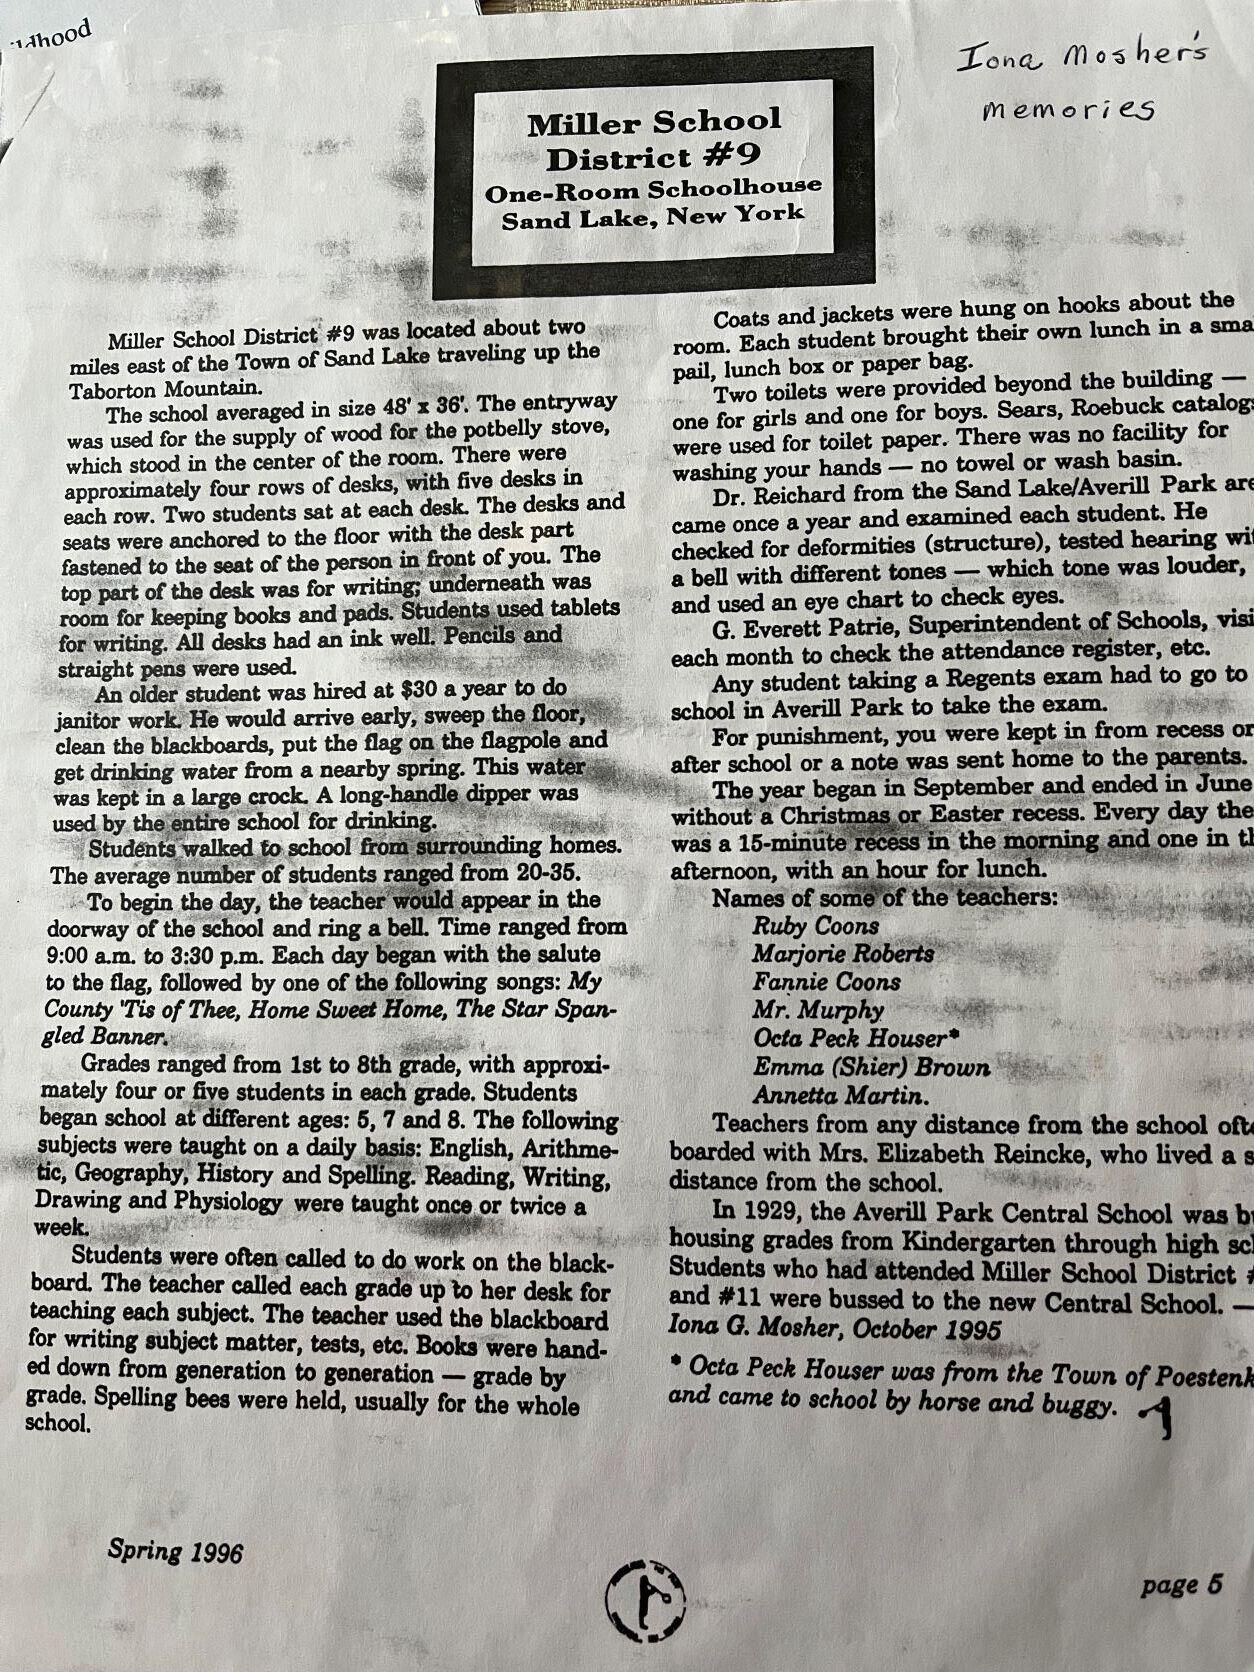 Iona Mosher's
memories
Miller School
District #9
One-Room Schoolhouse
Sand Lake, New York
Miller School District #9 was located about two
miles east of the Town of Sand Lake traveling up the
Taborton Mountain.
The school averaged in size 48' x 36'. The entryway
was used for the supply of wood for the potbelly stove,
which stood in the center of the room. There were
approximately four rows of desks, with five desks in
each row. Two students sat at each desk. The desks and
seats were anchored to the floor with the desk part
fastened to the seat of the person in front of you. The
top part of the desk was for writing; underneath was
room for keeping books and pads. Students used tablets
for writing. All desks had an ink well. Pencils and
straight pens were used.
An older student was hired at $30 a year to do
janitor work. He would arrive early, sweep the floor,
clean the blackboards, put the flag on the flagpole and
get drinking water from a nearby spring. This water
was kept in a large crock. A long-handle dipper was
used by the entire school for drinking.
Students walked to school from surrounding homes.
The average number of students ranged from 20-35.
To begin the day, the teacher would appear in the
doorway of the school and ring a bell. Time ranged from
9:00 a.m. to 3:30 p.m. Each day began with the salute
to the flag, followed by one of the following songs: My
County 'Tis of Thee, Home Sweet Home, The Star Span-
gled Banner.
Grades ranged from 1st to 8th grade, with approxi-
mately four or five students in each grade. Students
began school at different ages: 5, 7 and 8. The following
subjects were taught on a daily basis: English, Arithme-
tic, Geography, History and Spelling. Reading, Writing,
Drawing and Physiology were taught once or twice a
week.
Students were often called to do work on the black-
board. The teacher called each grade up to her desk for
teaching each subject. The teacher used the blackboard
for writing subject matter, tests, etc. Books were hand-
ed down from generation to generation — grade by
grade. Spelling bees were held, usually for the whole
school.
Coats and jackets were hung on hooks about the
room. Each student brought their own lunch in a sma
pail, lunch box or paper bag.
Two toilets were provided beyond the building —
one for girls and one for boys. Sears, Roebuck catalogs
were used for toilet paper. There was no facility for
washing your hands — no towel or wash basin.
Dr. Reichard from the Sand Lake/Averill Park are
came once a year and examined each student. He
checked for deformities (structure), tested hearing wit
a bell with different tones — which tone was louder,
and used an eye chart to check eyes.
G. Everett Patrie, Superintendent of Schools, visi
each month to check the attendance register, etc.
Any student taking a Regents exam had to go to
school in Averill Park to take the exam.
For punishment, you were kept in from recess or
after school or a note was sent home to the parents.
The year began in September and ended in June
without a Christmas or Easter recess. Every day the
was a 15-minute recess in the morning and one in th
afternoon, with an hour for lunch.
Names of some of the teachers:
Ruby Coons
Marjorie Roberts
Fannie Coons
Mr. Murphy
Octa Peck Houser*
Emma (Shier) Brown
Annetta Martin.
Teachers from any distance from the school ofte
boarded with Mrs. Elizabeth Reincke, who lived a s
distance from the school.
In 1929, the Averill Park Central School was bu
housing grades from Kindergarten through high sch
Students who had attended Miller School District #
and #11 were bussed to the new Central School. —
Iona G. Mosher, October 1995
* Octa Peck Houser was from the Town of Poestenk
and came to school by horse and buggy.
Spring 1996
page 5